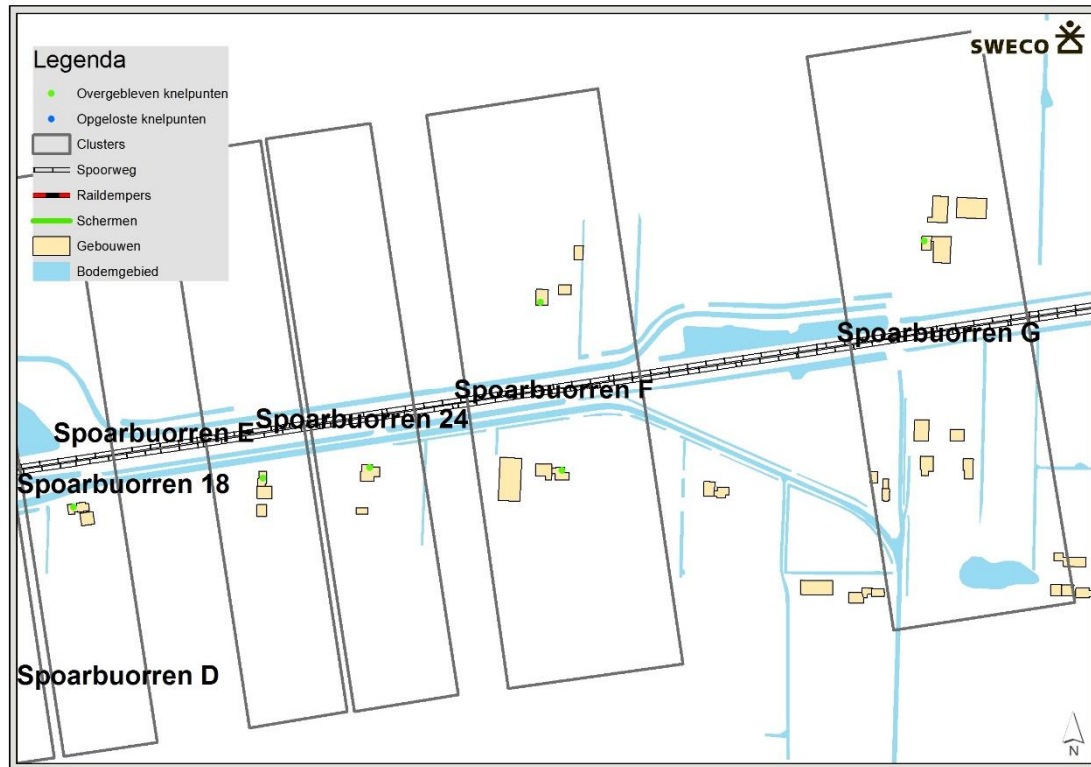 SWECO
Legenda
Overgebleven knelpunten
Opgeloste knelpunten
Clusters
Spoorweg
Raildempers
Schermen
Gebouwen
Bodemgebied
Spoarbuorren G
Spoarbuorren F
Spoarbuorren 24
Spoarbuorren E
Spoarbuorren 18
Spoarbuorren D
N